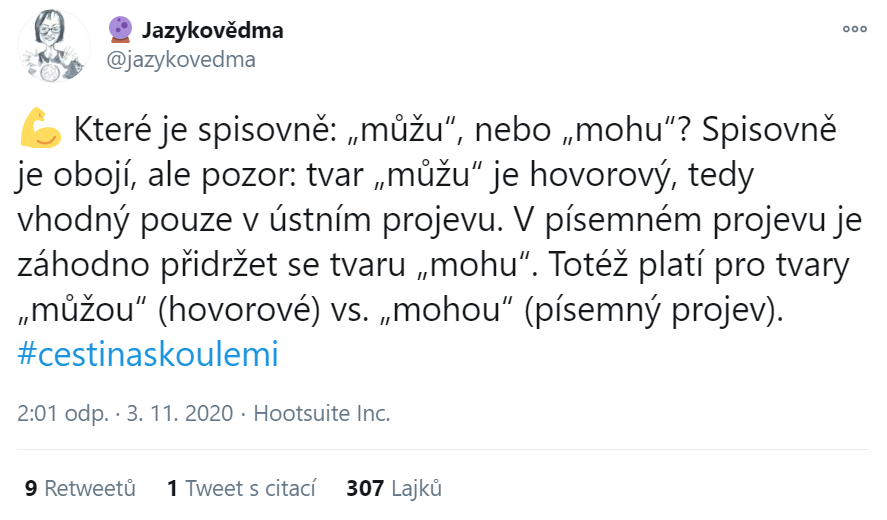 Jazykovědma
@jazykovedma
💪 Které je spisovně: „můžu“, nebo „mohu“? Spisovně
je obojí, ale pozor: tvar „můžu“ je hovorový, tedy
vhodný pouze v ústním projevu. V písemném projevu je
záhodno přidržet se tvaru „mohu“. Totéž platí pro tvary
„můžou“ (hovorové) vs. „mohou“ (písemný projev).
#cestinaskoulemi
2:01 odp. · 3. 11. 2020 · Hootsuite Inc.
9 Retweetů 1 Tweet s citací 307 Lajků